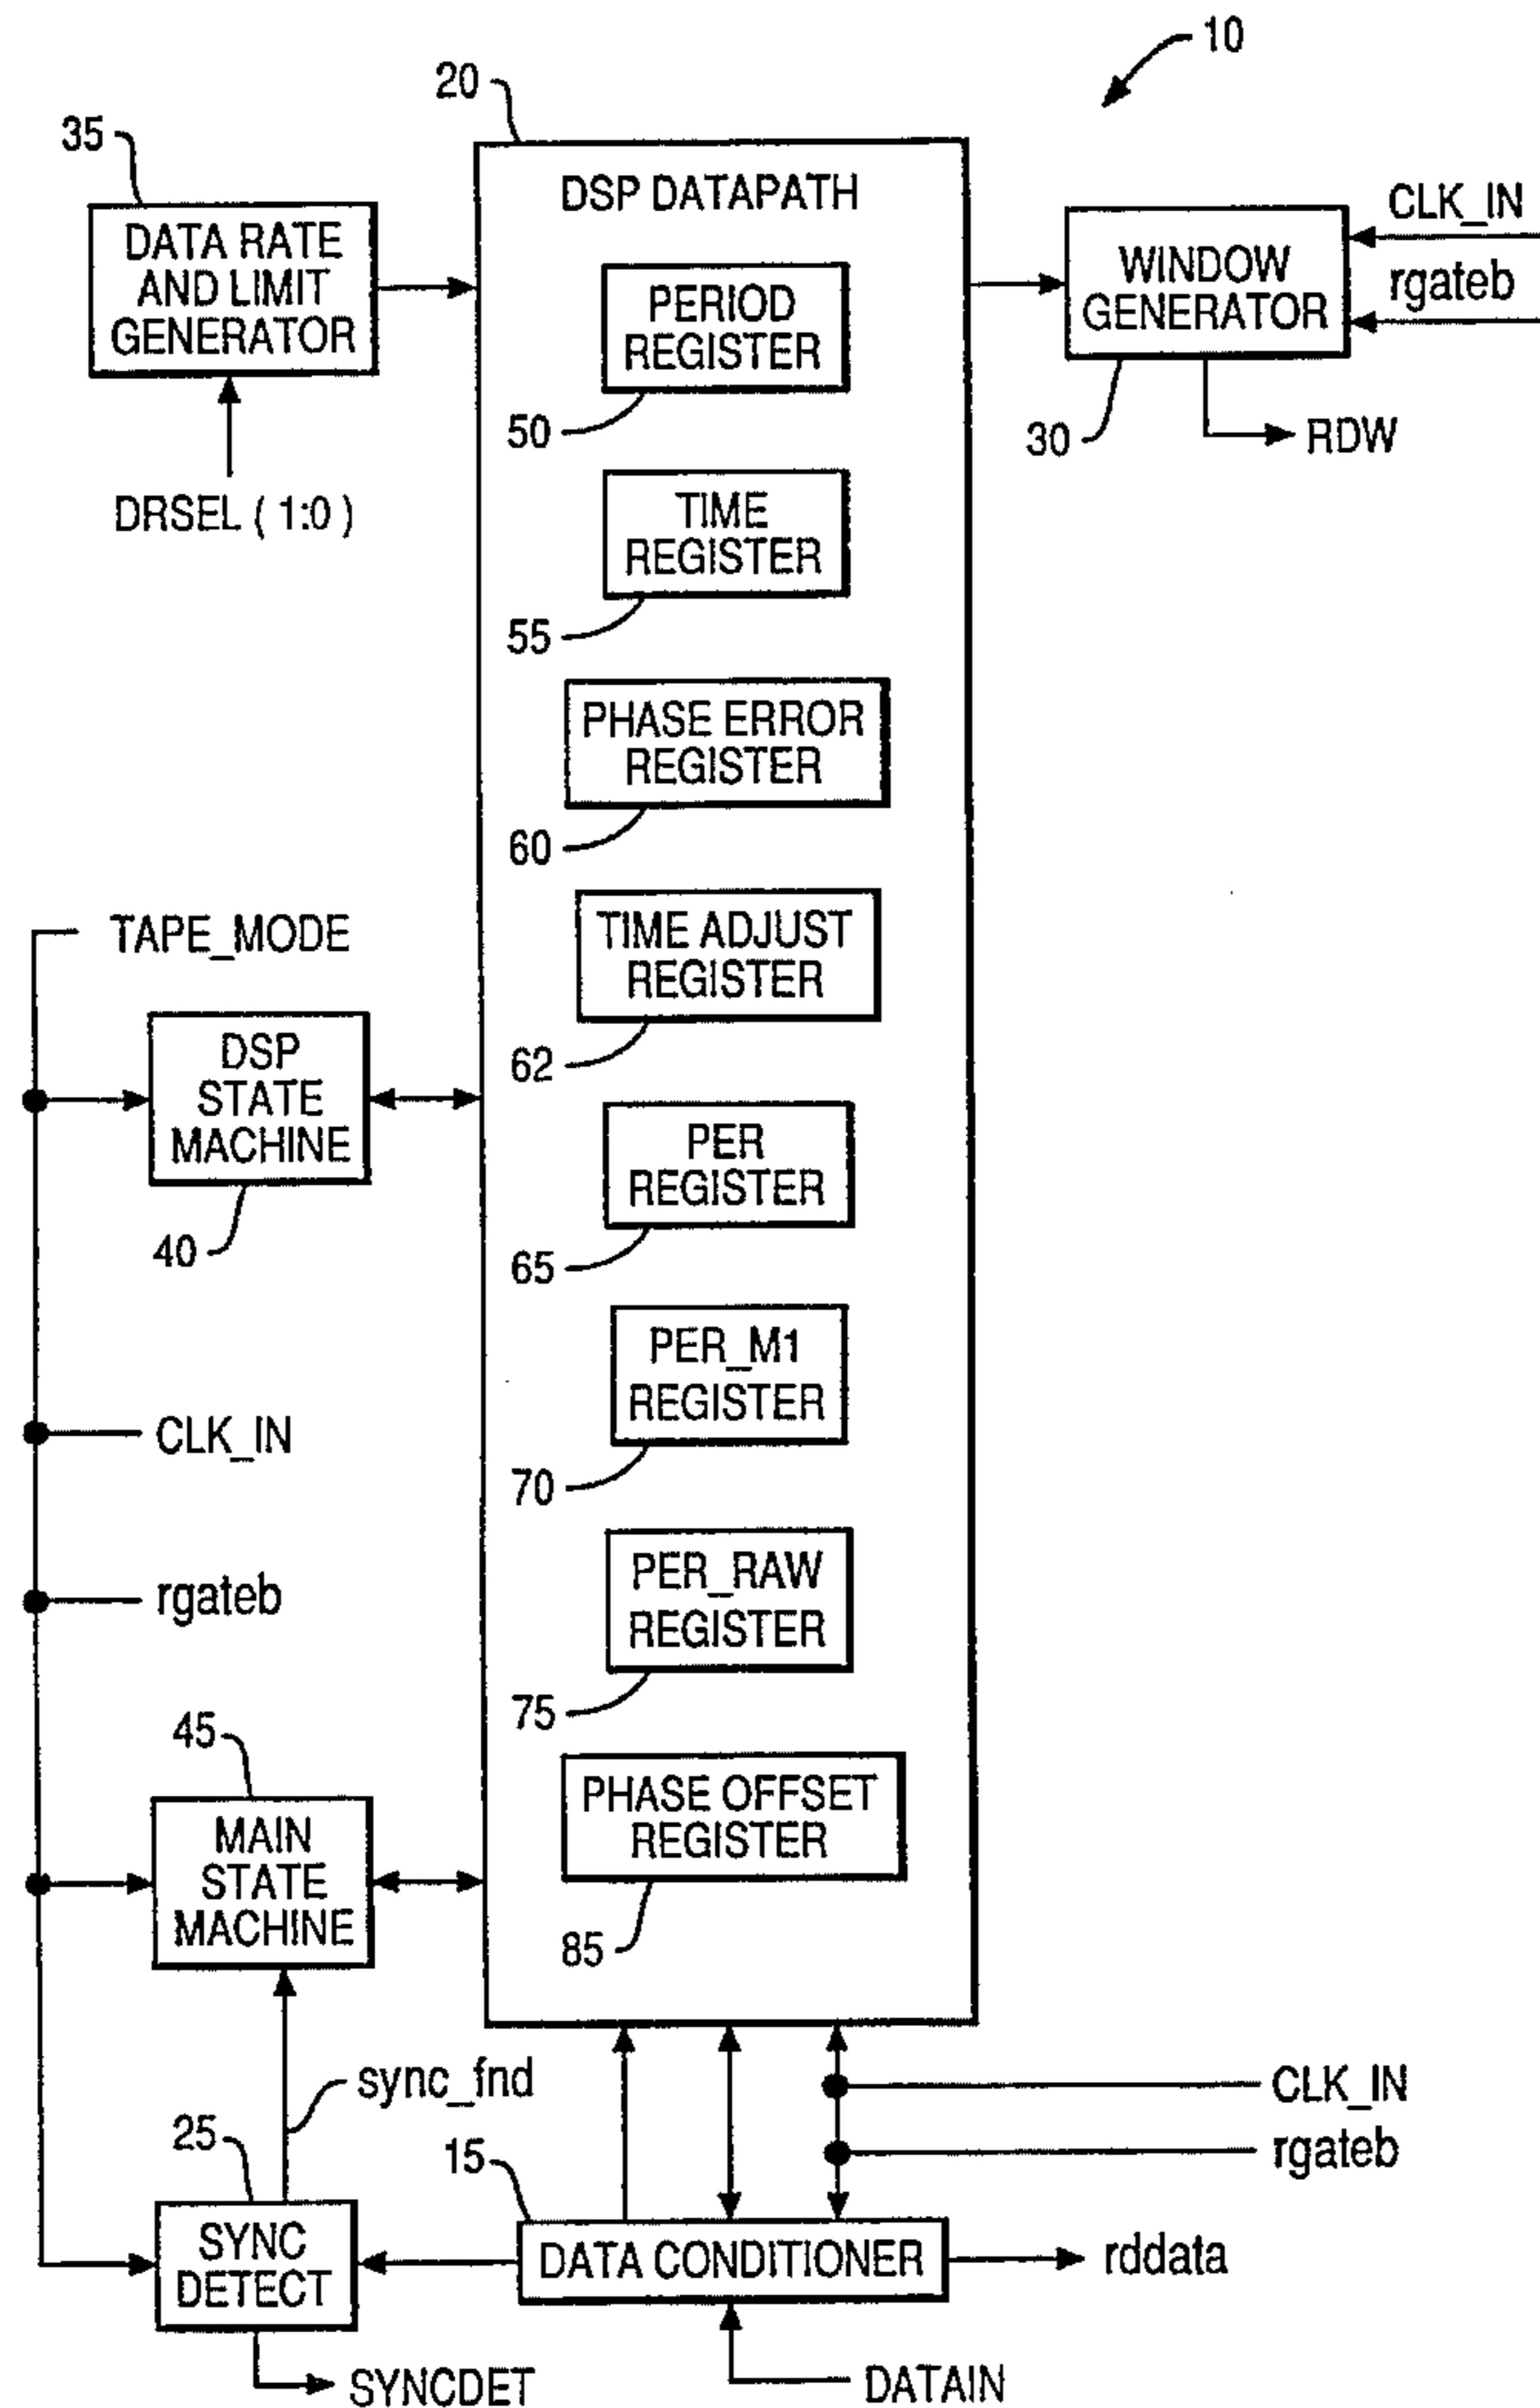 10
20
35
DSP DATAPATH
DATA RATE
AND LIMIT
GENERATOR
DRSEL ( 1:0 )
WINDOW
GENERATOR
CLK_IN
rgateb
30
RDW
PERIOD
REGISTER
50
TIME
REGISTER
55
PHASE ERROR
REGISTER
60
TIME ADJUST
REGISTER
62
PER
REGISTER
65
PER_M1
REGISTER
70
PER_RAW
REGISTER
75
PHASE OFFSET
REGISTER
85
TAPE_MODE
DSP
STATE
MACHINE
40
CLK_IN
rgateb
45
MAIN
STATE
MACHINE
sync_fnd
25
SYNC
DETECT
SYNCDET
15
DATA CONDITIONER
CLK_IN
rgateb
rddata
DATAIN